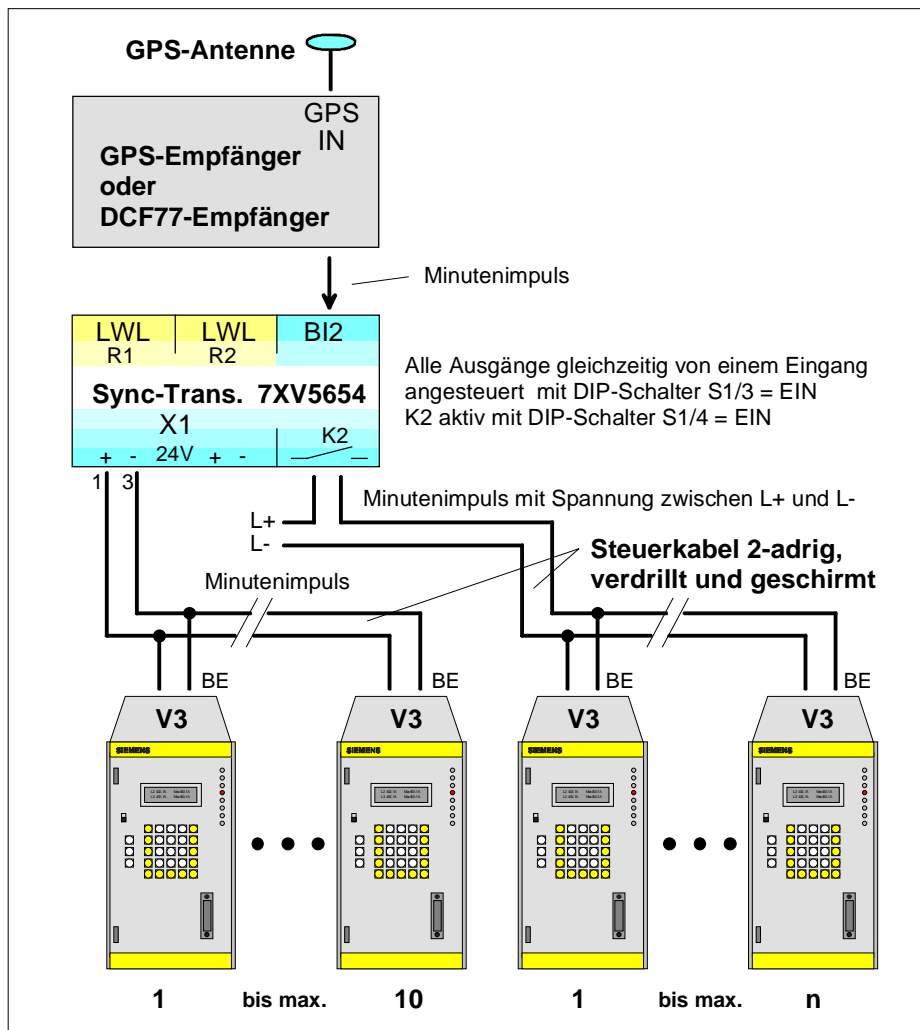 GPS-Antenne
GPS
IN
GPS-Empfänger
oder
DCF77-Empfänger
Minutenimpuls
LWL LWL BI2
R1 R2
Sync-Trans. 7XV5654
X1
K2
+ - 24V + -
1 3
Alle Ausgänge gleichzeitig von einem Eingang
angesteuert mit DIP-Schalter S1/3 = EIN
K2 aktiv mit DIP-Schalter S1/4 = EIN
Minutenimpuls mit Spannung zwischen L+ und L-
L+
L-
Steuerkabel 2-adrig,
verdrillt und geschirmt
Minutenimpuls
BE BE BE BE
V3 V3 V3 V3
SIEMENS SIEMENS SIEMENS SIEMENS
1 bis max. 10 1 bis max. n